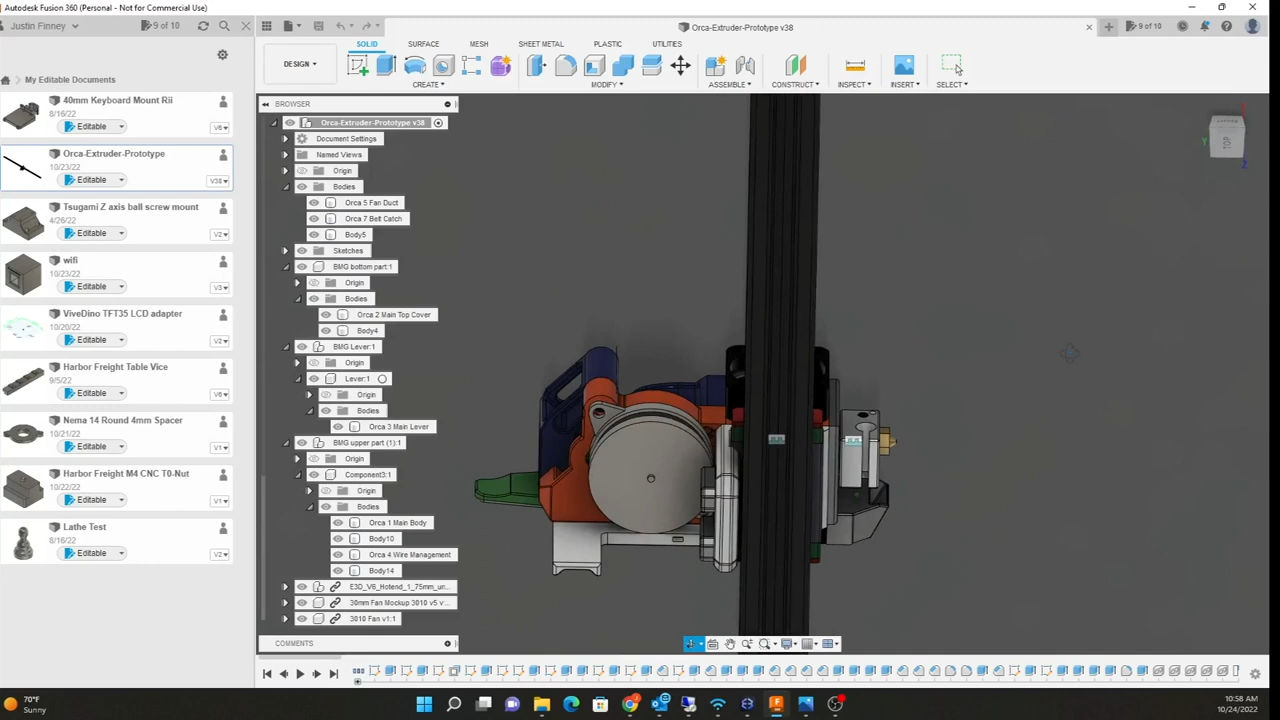 Autodesk Fusion 360 (Personal - Not for Commercial Use)
Justin Finney
9 of 10
Orca-Extruder-Prototype v38
9 of 10
DESIGN
SOLID
SURFACE
MESH
SHEET METAL
PLASTIC
UTILITIES
CREATE
MODIFY
ASSEMBLE
CONSTRUCT
INSPECT
INSERT
SELECT
My Editable Documents
40mm Keyboard Mount Rii
8/16/22
Editable
V6
Orca-Extruder-Prototype
10/23/22
Editable
V38
Tsugami Z axis ball screw mount
4/26/22
Editable
V2
wifi
10/23/22
Editable
V3
ViveDino TFT35 LCD adapter
10/20/22
Editable
V2
Harbor Freight Table Vice
9/5/22
Editable
V6
Nema 14 Round 4mm Spacer
10/21/22
Editable
V1
Harbor Freight M4 CNC T0-Nut
10/22/22
Editable
V1
Lathe Test
8/16/22
Editable
V2
BROWSER
Orca-Extruder-Prototype v38
Document Settings
Named Views
Origin
Bodies
Orca 5 Fan Duct
Orca 7 Belt Catch
Body5
Sketches
BMG bottom part:1
Origin
Bodies
Orca 2 Main Top Cover
Body4
BMG Lever:1
Origin
Lever:1
Origin
Bodies
Orca 3 Main Lever
BMG upper part (1):1
Origin
Component3:1
Origin
Bodies
Orca 1 Main Body
Body10
Orca 4 Wire Management
Body14
E3D_V6_Hotend_1_75mm_un...
30mm Fan Mockup 3010 v5 v...
3010 Fan v1:1
COMMENTS
TOP
Y
Z
70°F
Sunny
10:58 AM
10/24/2022